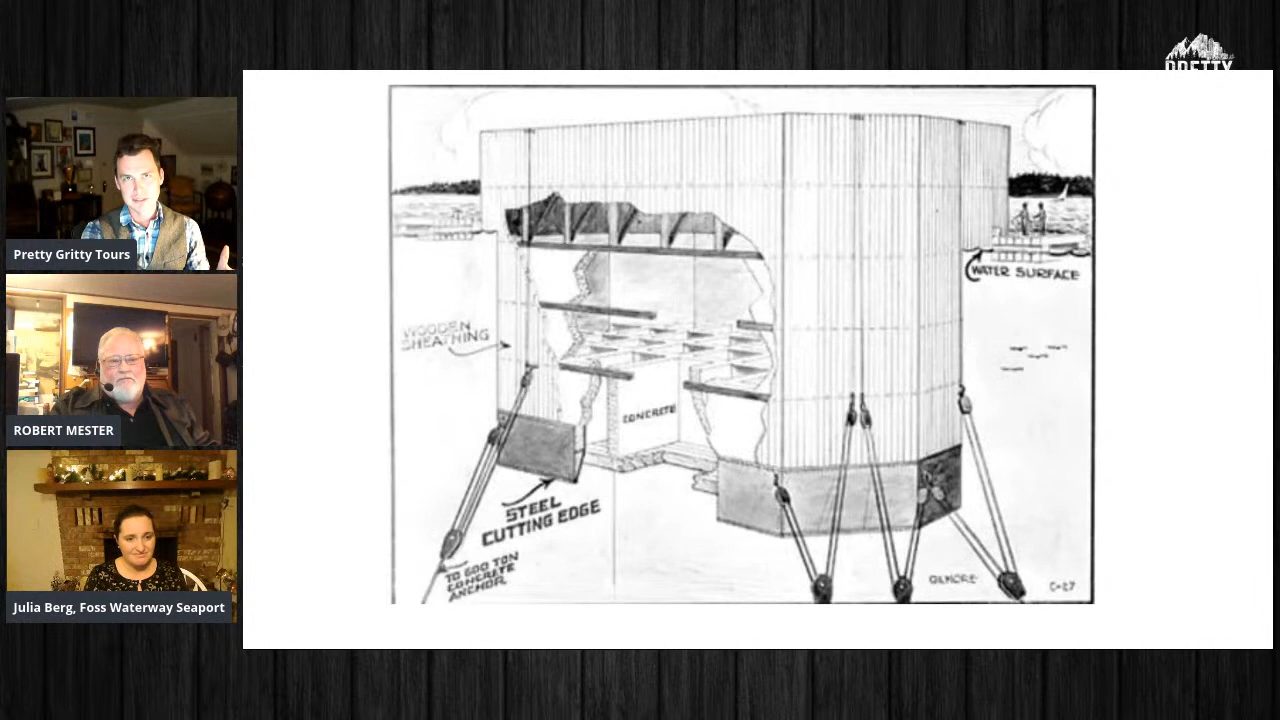 PRETTY
Pretty Gritty Tours
ROBERT MESTER
Julia Berg, Foss Waterway Seaport
WATER SURFACE
WOODEN
SHEATHING
CONCRETE
STEEL
CUTTING EDGE
TO 600 TON
CONCRETE
ANCHOR
C-27